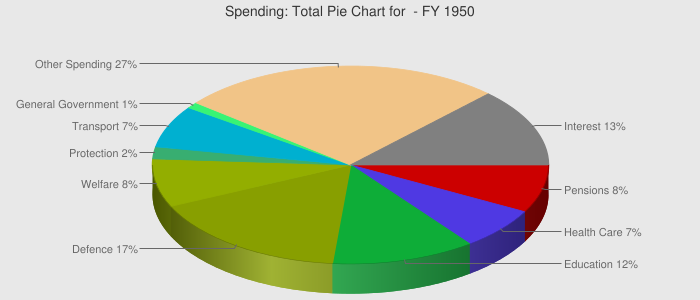 Spending: Total Pie Chart for - FY 1950
Other Spending 27%
General Government 1%
Transport 7%
Protection 2%
Welfare 8%
Defence 17%
Interest 13%
Pensions 8%
Health Care 7%
Education 12%